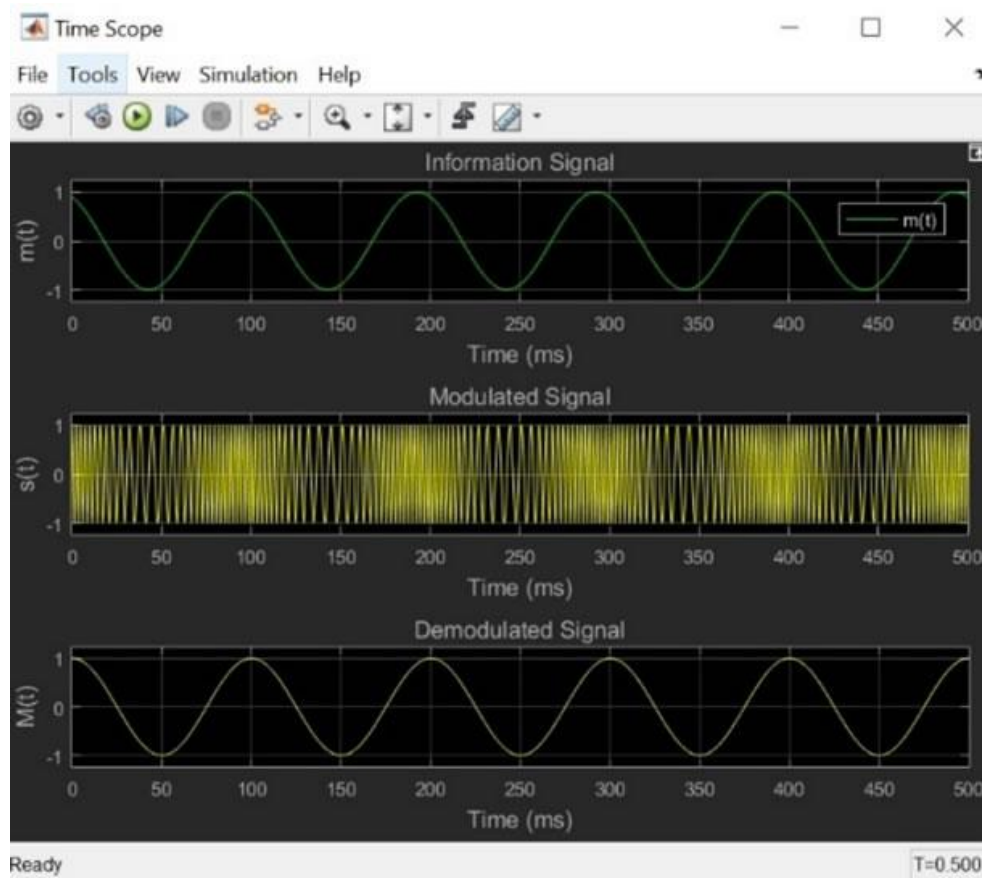 Time Scope
File Tools View Simulation Help
Information Signal
m(t)
1
0
-1
m(t)
0 50 100 150 200 250 300 350 400 450 500
Time (ms)
Modulated Signal
s(t)
1
0
-1
0 50 100 150 200 250 300 350 400 450 500
Time (ms)
Demodulated Signal
M(t)
1
0
-1
0 50 100 150 200 250 300 350 400 450 500
Time (ms)
Ready T=0.500